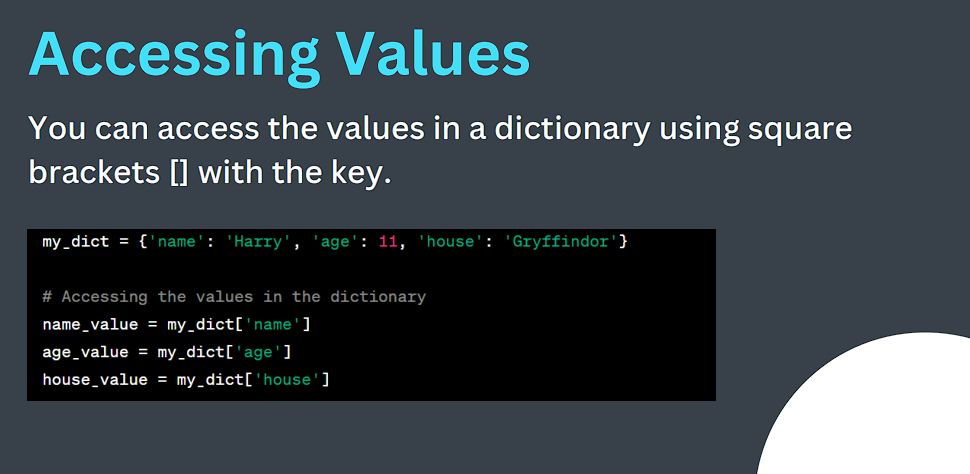 Accessing Values
You can access the values in a dictionary using square
brackets [] with the key.
my_dict = {'name': 'Harry', 'age': 11, 'house': 'Gryffindor'}
# Accessing the values in the dictionary
name_value = my_dict['name']
age_value = my_dict['age']
house_value = my_dict['house']